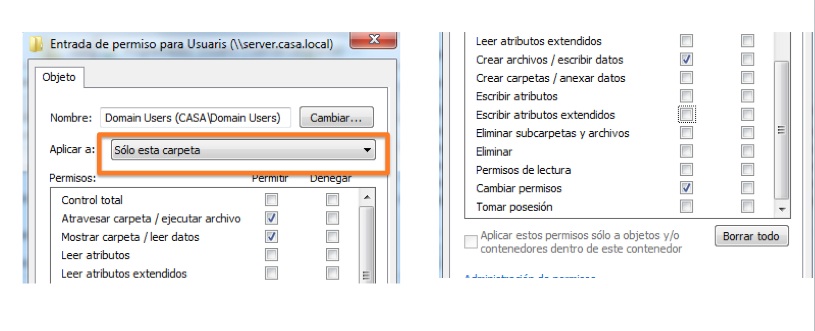 Entrada de permiso para Usuaris (\\server.casa.local)
Objeto
Nombre: Domain Users (CASA\Domain Users) Cambiar...
Aplicar a: Sólo esta carpeta
Permisos: Permitir Denegar
Control total
Atravesar carpeta / ejecutar archivo
Mostrar carpeta / leer datos
Leer atributos
Leer atributos extendidos
Leer atributos extendidos
Crear archivos / escribir datos
Crear carpetas / anexar datos
Escribir atributos
Escribir atributos extendidos
Eliminar subcarpetas y archivos
Eliminar
Permisos de lectura
Cambiar permisos
Tomar posesión
Aplicar estos permisos sólo a objetos y/o
contenedores dentro de este contenedor
Borrar todo
Administración de permisos